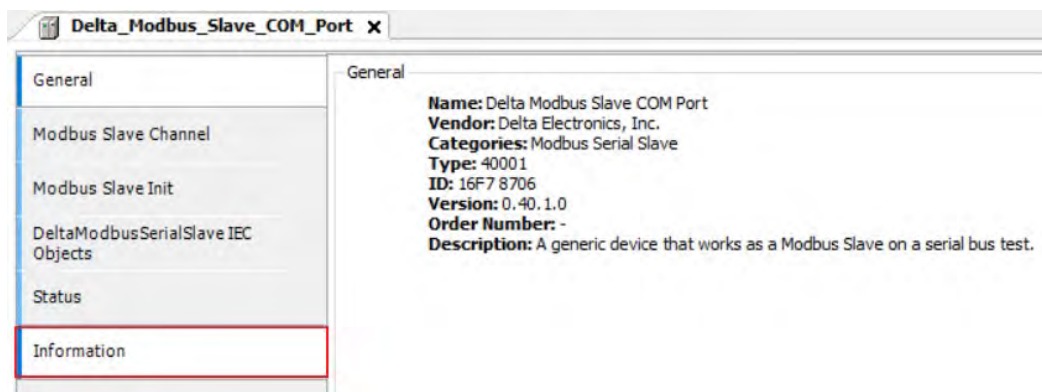 Delta_Modbus_Slave_COM_Port X
General
Modbus Slave Channel
Modbus Slave Init
DeltaModbusSerialSlave IEC
Objects
Status
Information
General
Name: Delta Modbus Slave COM Port
Vendor: Delta Electronics, Inc.
Categories: Modbus Serial Slave
Type: 40001
ID: 16F7 8706
Version: 0.40.1.0
Order Number: -
Description: A generic device that works as a Modbus Slave on a serial bus test.